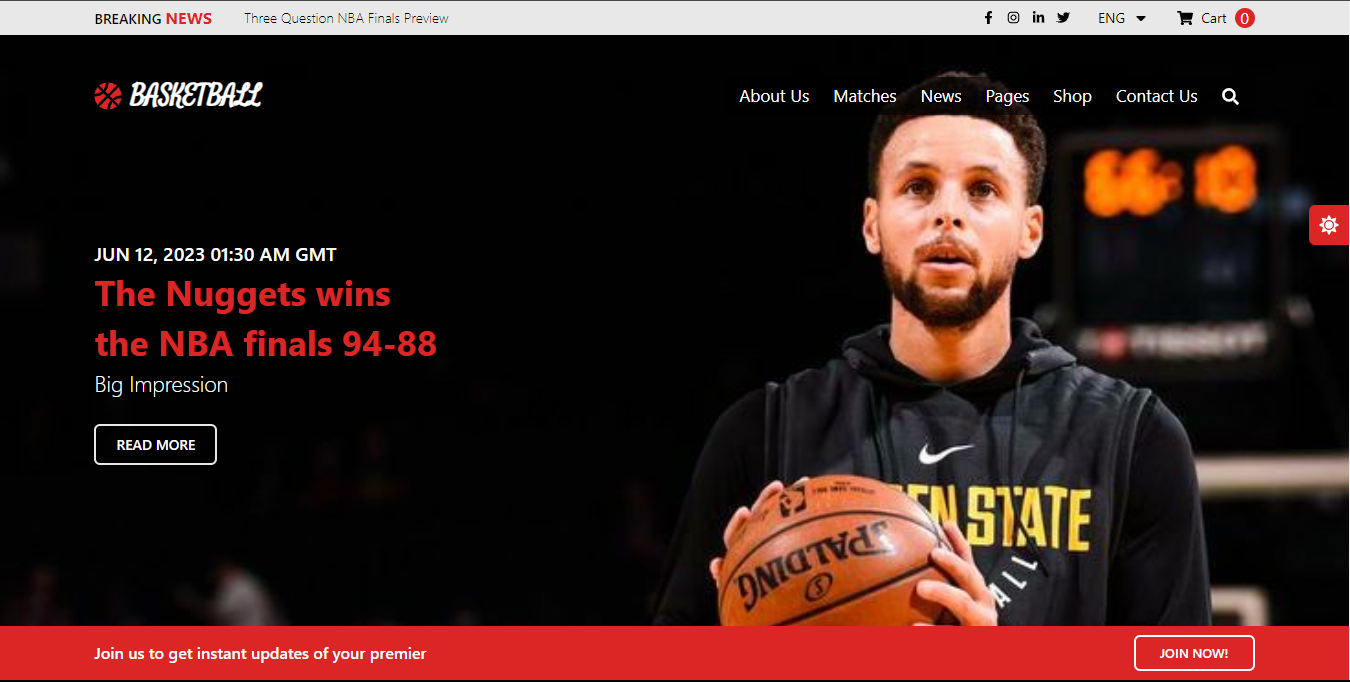 BREAKING NEWS Three Question NBA Finals Preview ENG Cart 0
BASKETBALL
About Us Matches News Pages Shop Contact Us
JUN 12, 2023 01:30 AM GMT
The Nuggets wins
the NBA finals 94-88
Big Impression
READ MORE
EN STATE
ALL
SPALDING
TISSOT
Join us to get instant updates of your premier
JOIN NOW!